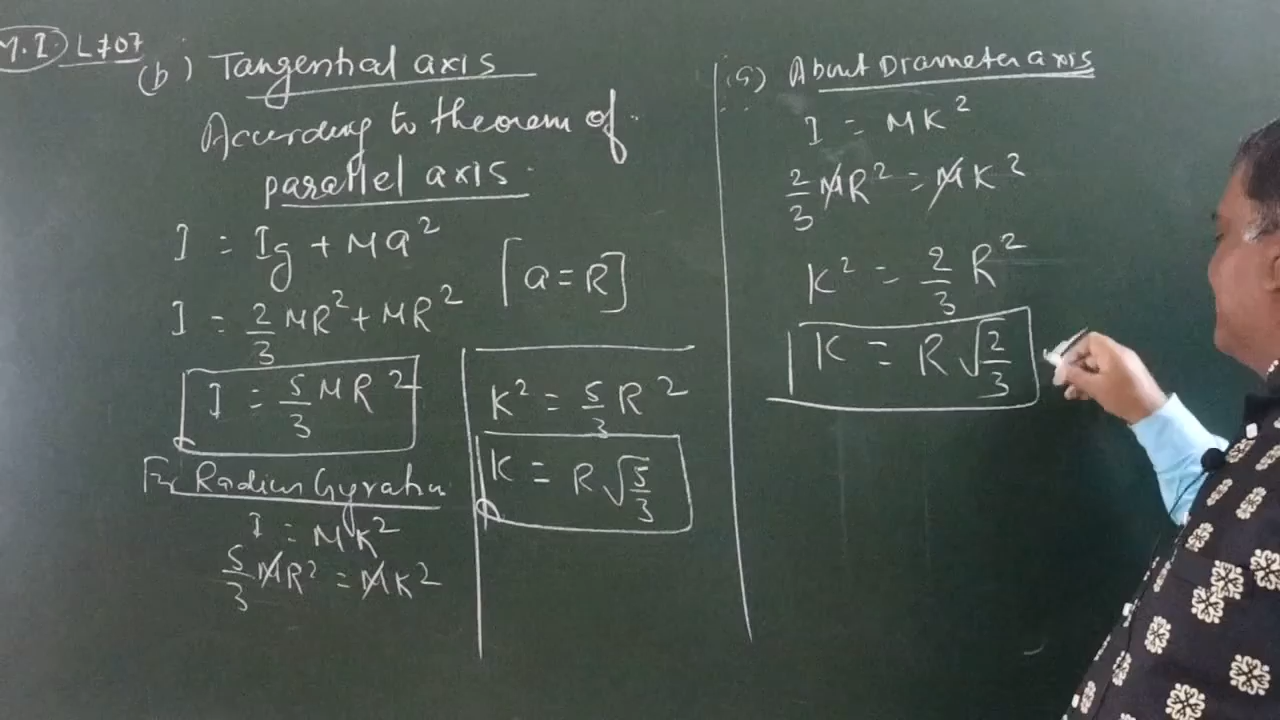 M.I L#07
(b) Tangential axis
According to theorem of
parallel axis.
I = Ig + Ma²
[a = R]
I = 2/3 MR² + MR²
I = 5/3 MR²
For Radius Gyration
I = MK²
5/3 MR² = MK²
K² = 5/3 R²
K = R√5/3
(a) About Diameter axis
I = MK²
2/3 MR² = MK²
K² = 2/3 R²
K = R√2/3